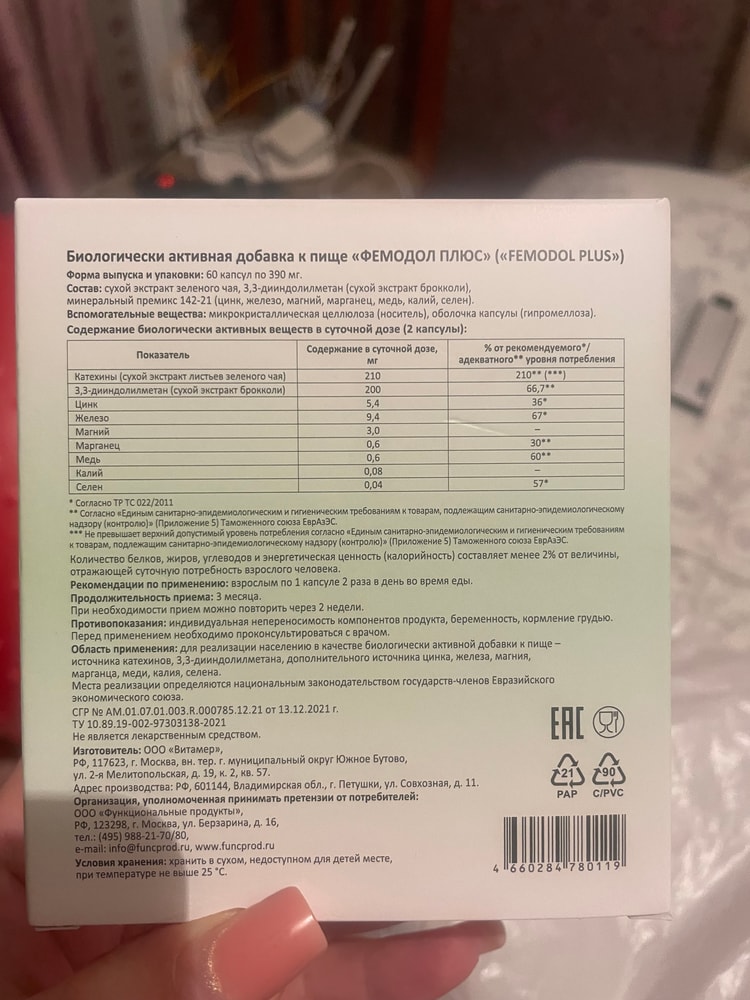 Биологически активная добавка к пище «ФЕМОДОЛ ПЛЮС» («FEMODOL PLUS»)
Форма выпуска и упаковки: 60 капсул по 390 мг.
Состав: сухой экстракт зеленого чая, 3,3-дииндолилметан (сухой экстракт брокколи),
минеральный премикс 142-21 (цинк, железо, магний, марганец, медь, калий, селен).
Вспомогательные вещества: микрокристаллическая целлюлоза (носитель), оболочка капсулы (гипромеллоза).
Содержание биологически активных веществ в суточной дозе (2 капсулы):
Показатель Содержание в суточной дозе, мг % от рекомендуемого*/ адекватного** уровня потребления
Катехины (сухой экстракт листьев зеленого чая) 210 210** (***)
3,3-дииндолилметан (сухой экстракт брокколи) 200 66,7**
Цинк 5,4 36*
Железо 9,4 67*
Магний 3,0 –
Марганец 0,6 30**
Медь 0,6 60**
Калий 0,08 –
Селен 0,04 57*
* Согласно ТР ТС 022/2011
** Согласно «Единым санитарно-эпидемиологическим и гигиеническим требованиям к товарам, подлежащим санитарно-эпидемиологическому
надзору (контролю)» (Приложение 5) Таможенного союза ЕврАзЭС.
*** Не превышает верхний допустимый уровень потребления согласно «Единым санитарно-эпидемиологическим и гигиеническим требованиям
к товарам, подлежащим санитарно-эпидемиологическому надзору (контролю)» (Приложение 5) Таможенного союза ЕврАзЭС.
Количество белков, жиров, углеводов и энергетическая ценность (калорийность) составляет менее 2% от величины,
отражающей суточную потребность взрослого человека.
Рекомендации по применению: взрослым по 1 капсуле 2 раза в день во время еды.
Продолжительность приема: 3 месяца.
При необходимости прием можно повторить через 2 недели.
Противопоказания: индивидуальная непереносимость компонентов продукта, беременность, кормление грудью.
Перед применением необходимо проконсультироваться с врачом.
Область применения: для реализации населению в качестве биологически активной добавки к пище –
источника катехинов, 3,3-дииндолилметана, дополнительного источника цинка, железа, магния,
марганца, меди, калия, селена.
Места реализации определяются национальным законодательством государств-членов Евразийского
экономического союза.
СГР № AM.01.07.01.003.R.000785.12.21 от 13.12.2021 г.
ТУ 10.89.19-002-97303138-2021
Не является лекарственным средством.
Изготовитель: ООО «Витамер»,
РФ, 117623, г. Москва, вн. тер. г. муниципальный округ Южное Бутово,
ул. 2-я Мелитопольская, д. 19, к. 2, кв. 57.
Адрес производства: РФ, 601144, Владимирская обл., г. Петушки, ул. Совхозная, д. 11.
Организация, уполномоченная принимать претензии от потребителей:
ООО «Функциональные продукты»,
РФ, 123298, г. Москва, ул. Берзарина, д. 16,
тел.: (495) 988-21-70/80,
e-mail: info@funcprod.ru, www.funcprod.ru
Условия хранения: хранить в сухом, недоступном для детей месте,
при температуре не выше 25 °C.
EAC
21
PAP
90
C/PVC
4 660284 780119